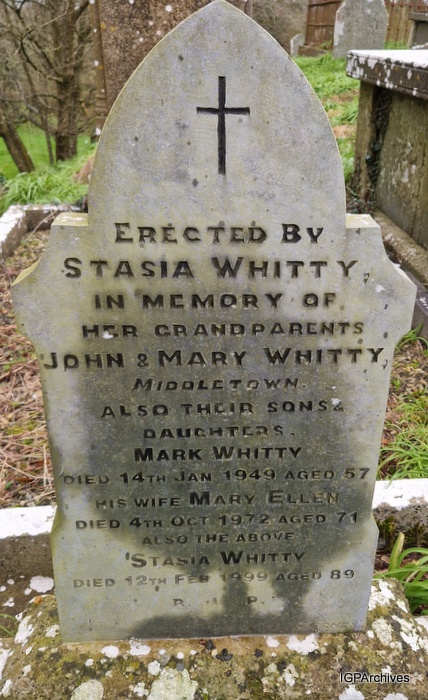 ERECTED BY
STASIA WHITTY,
IN MEMORY OF
HER GRANDPARENTS
JOHN & MARY WHITTY,
MIDDLETOWN.
ALSO THEIR SONS &
DAUGHTERS.
MARK WHITTY
DIED 14TH JAN 1949 AGED 57
HIS WIFE MARY ELLEN
DIED 4TH OCT 1972 AGED 71
ALSO THE ABOVE
STASIA WHITTY
DIED 12TH FEB 1999 AGED 89
R. I. P.
IGPArchives